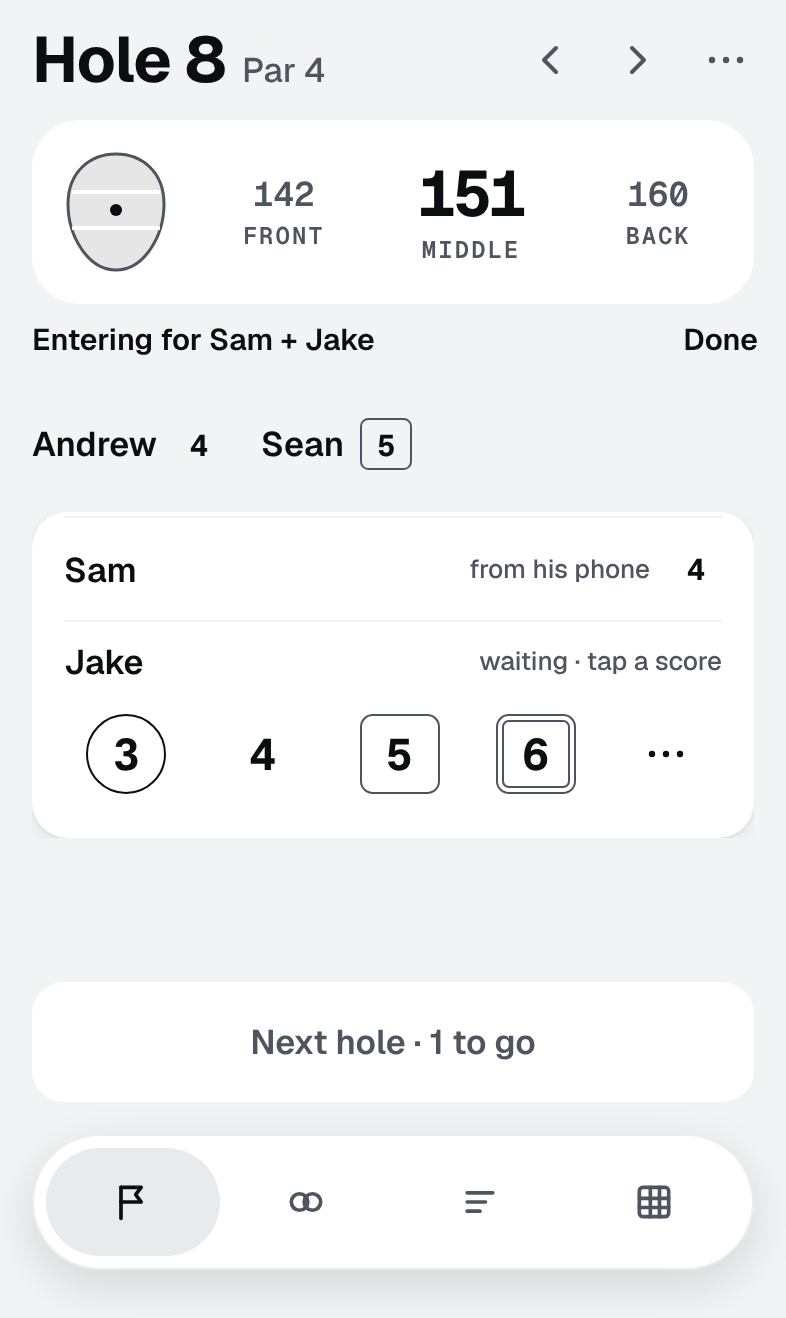 Hole 8 Par 4
142 151 160
FRONT MIDDLE BACK
Entering for Sam + Jake Done
Andrew 4 Sean 5
Sam from his phone 4
Jake waiting · tap a score
3 4 5 6 ...
Next hole · 1 to go